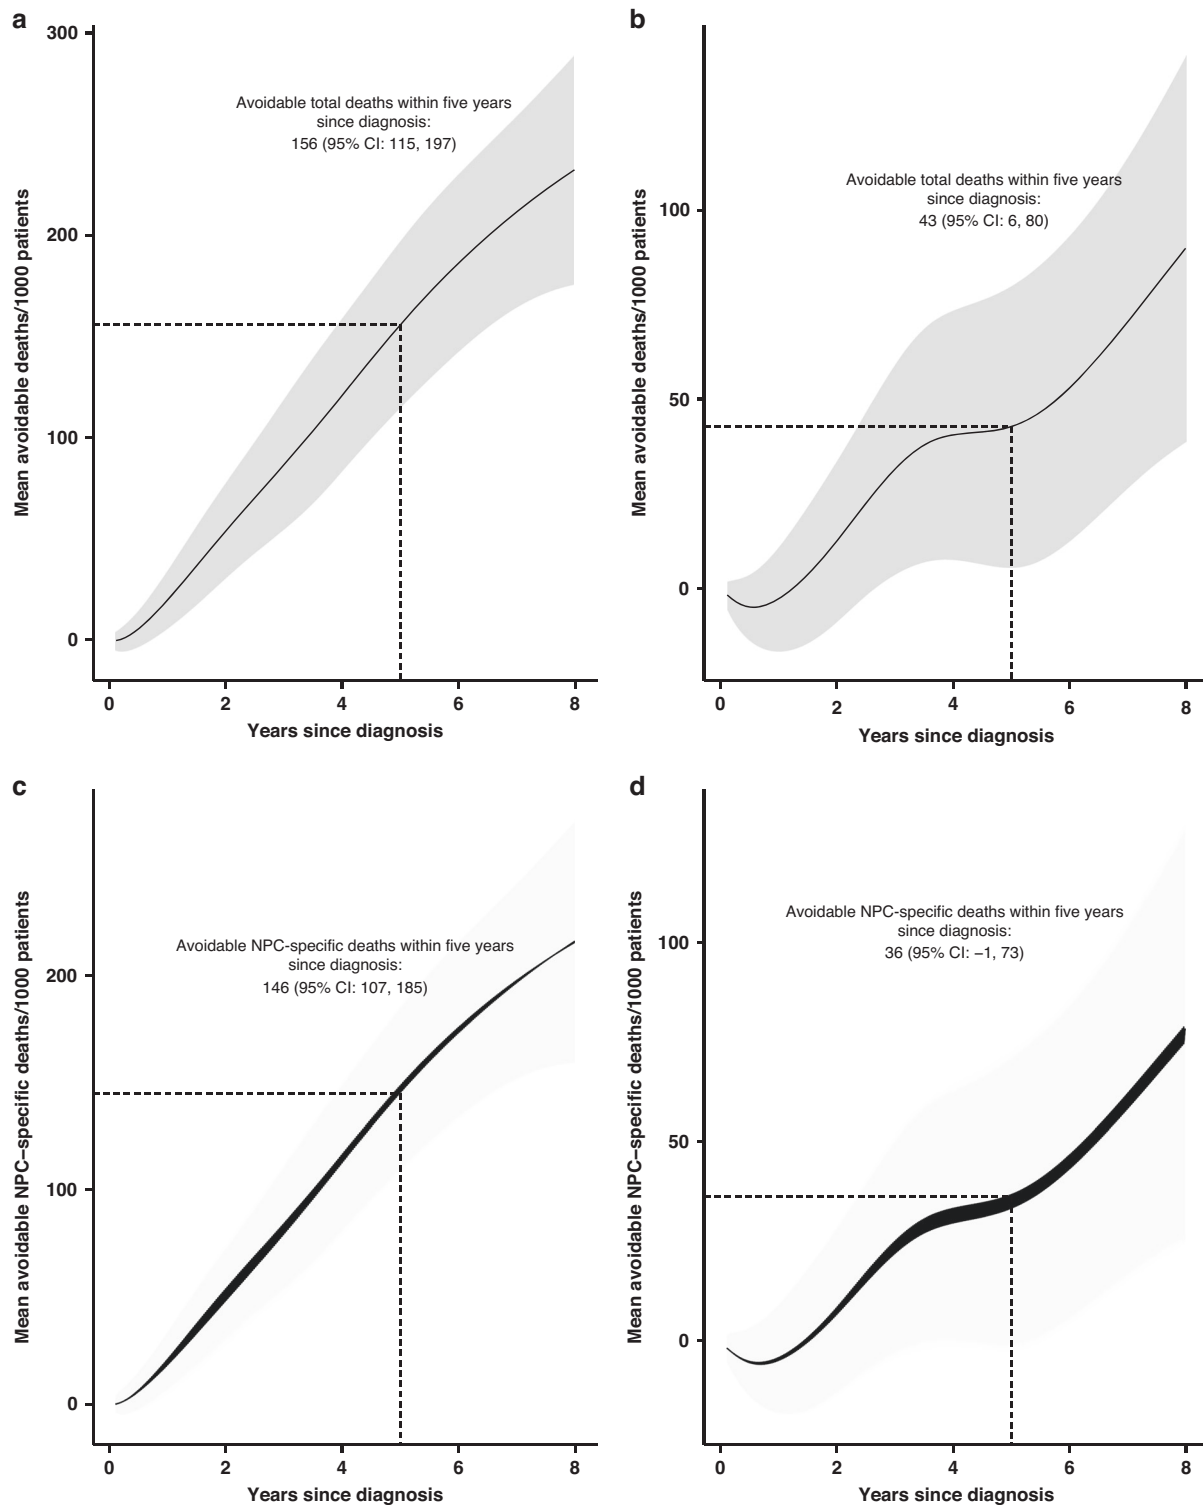 a
Mean avoidable deaths/1000 patients
300
200
100
0
Avoidable total deaths within five years
since diagnosis:
156 (95% CI: 115, 197)
0 2 4 6 8
Years since diagnosis
b
Mean avoidable deaths/1000 patients
100
50
0
Avoidable total deaths within five years
since diagnosis:
43 (95% CI: 6, 80)
0 2 4 6 8
Years since diagnosis
c
Mean avoidable NPC–specific deaths/1000 patients
200
100
0
Avoidable NPC-specific deaths within five years
since diagnosis:
146 (95% CI: 107, 185)
0 2 4 6 8
Years since diagnosis
d
Mean avoidable NPC–specific deaths/1000 patients
100
50
0
Avoidable NPC-specific deaths within five years
since diagnosis:
36 (95% CI: −1, 73)
0 2 4 6 8
Years since diagnosis